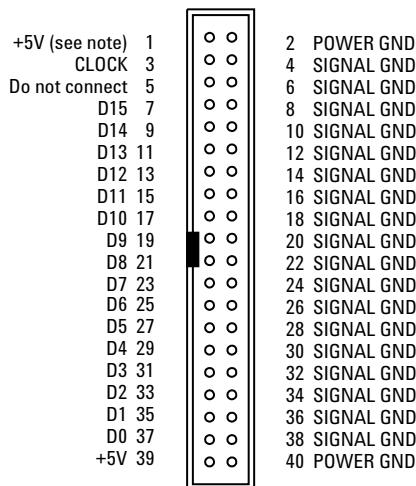 +5V (see note) 1 2 POWER GND
CLOCK 3 4 SIGNAL GND
Do not connect 5 6 SIGNAL GND
D15 7 8 SIGNAL GND
D14 9 10 SIGNAL GND
D13 11 12 SIGNAL GND
D12 13 14 SIGNAL GND
D11 15 16 SIGNAL GND
D10 17 18 SIGNAL GND
D9 19 20 SIGNAL GND
D8 21 22 SIGNAL GND
D7 23 24 SIGNAL GND
D6 25 26 SIGNAL GND
D5 27 28 SIGNAL GND
D4 29 30 SIGNAL GND
D3 31 32 SIGNAL GND
D2 33 34 SIGNAL GND
D1 35 36 SIGNAL GND
D0 37 38 SIGNAL GND
+5V 39 40 POWER GND